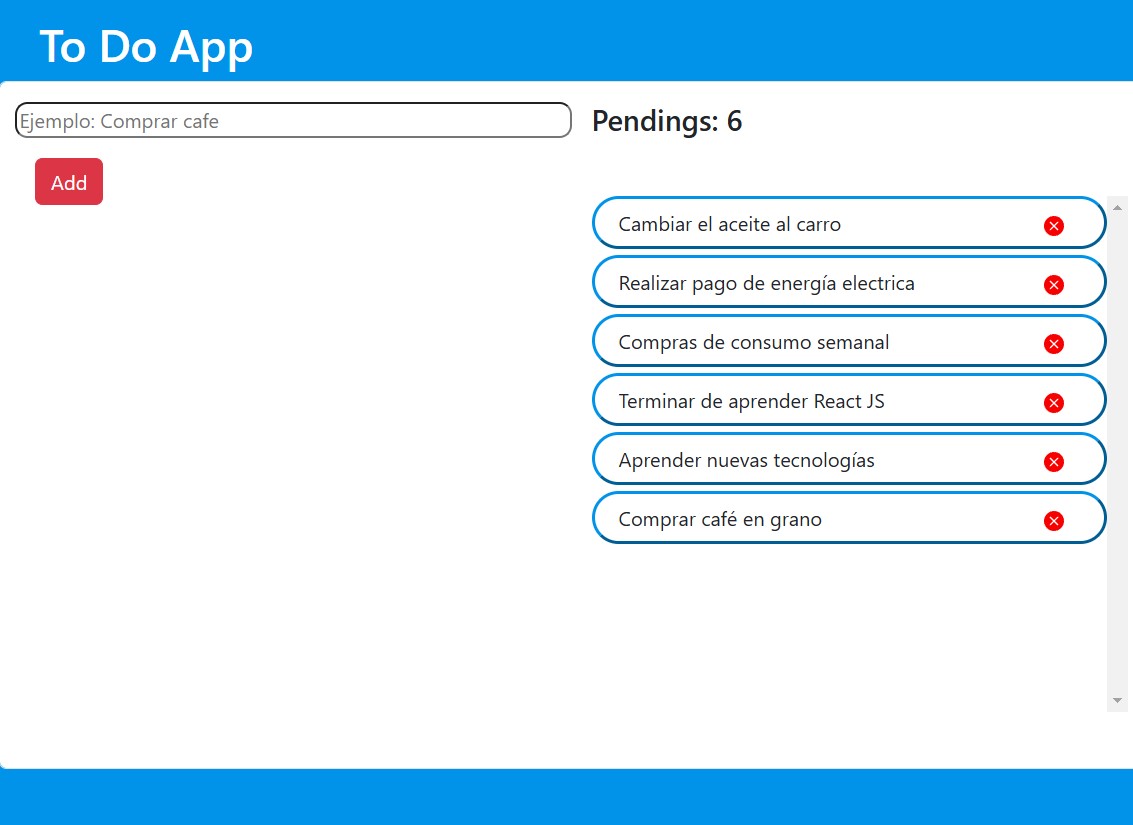 To Do App
Ejemplo: Comprar cafe
Add
Pendings: 6
Cambiar el aceite al carro
Realizar pago de energía electrica
Compras de consumo semanal
Terminar de aprender React JS
Aprender nuevas tecnologías
Comprar café en grano